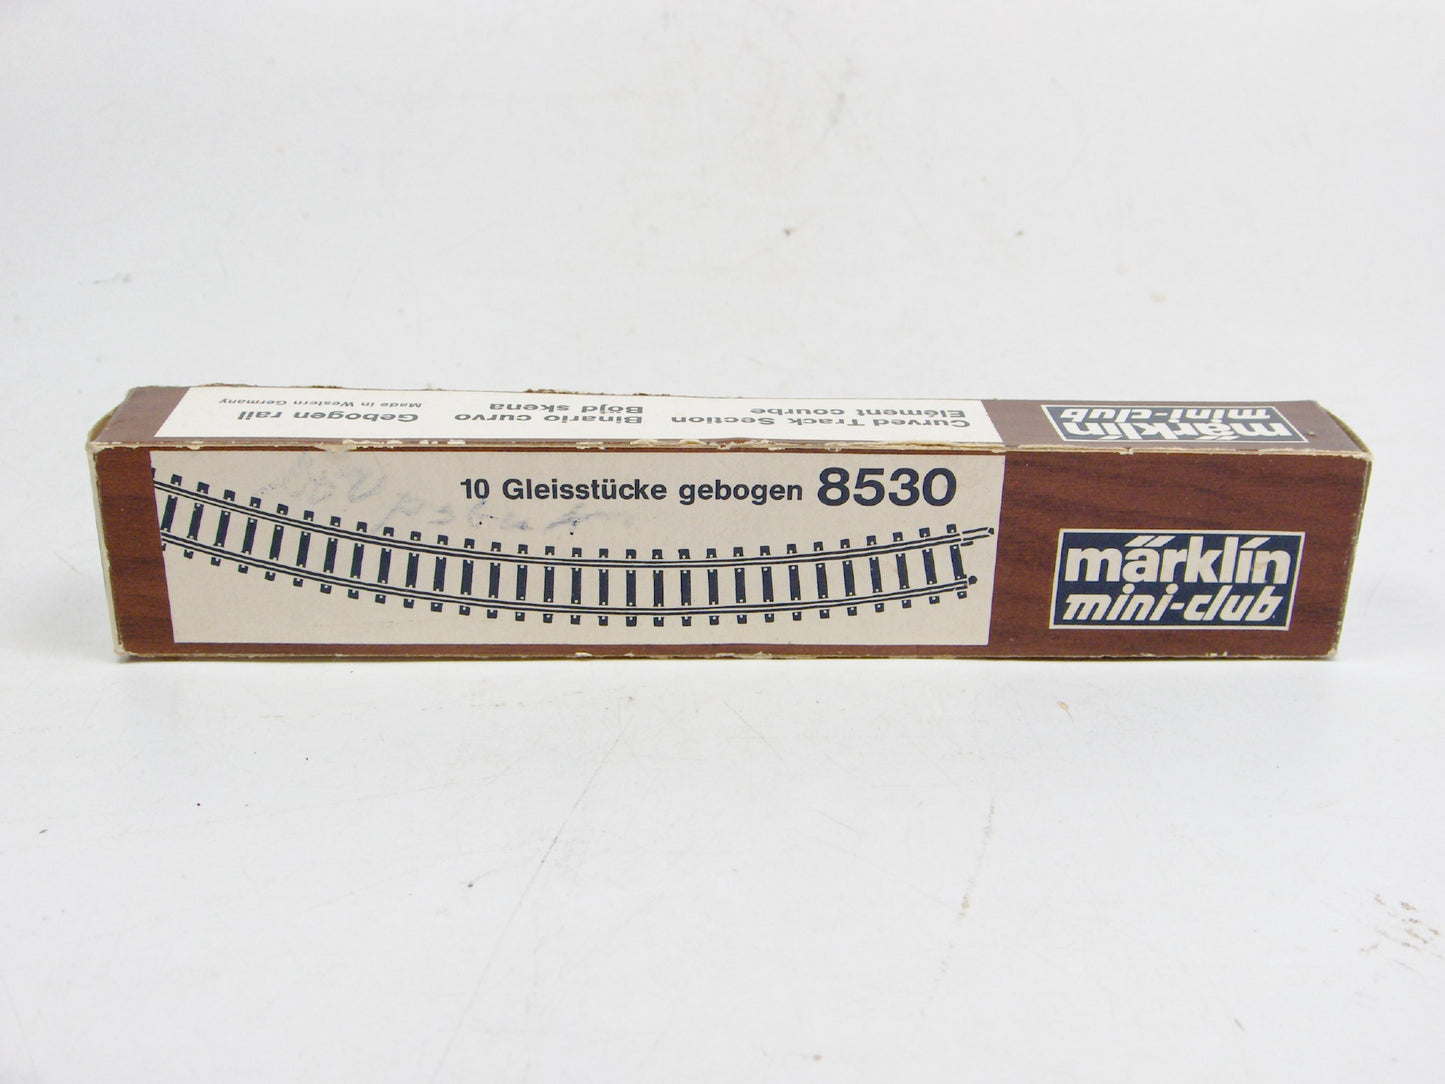 Curved Track Section
Elément courbe
Binario curvo
Böjd skena
Gebogen rail
Made in Western Germany
märklin
mini-club
10 Gleisstücke gebogen 8530
märklin
mini-club